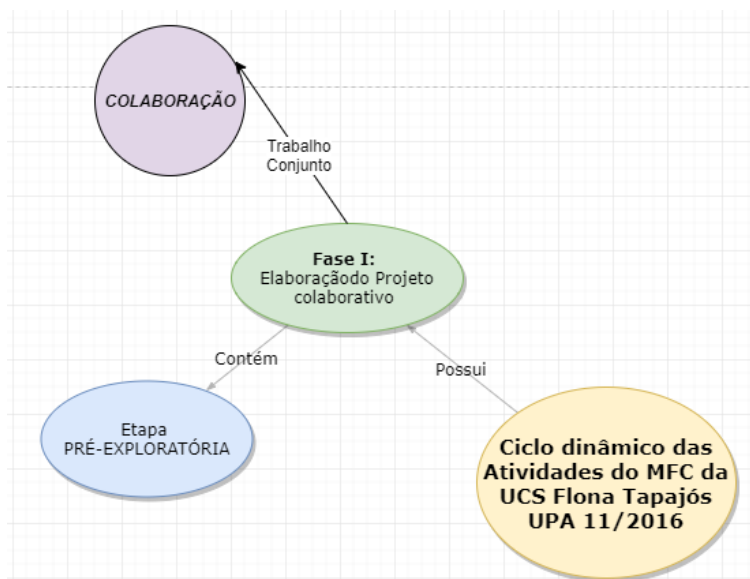 COLABORAÇÃO
Trabalho
Conjunto
Fase I:
Elaboraçãodo Projeto
colaborativo
Contém
Possui
Etapa
PRÉ-EXPLORATÓRIA
Ciclo dinâmico das
Atividades do MFC da
UCS Flona Tapajós
UPA 11/2016